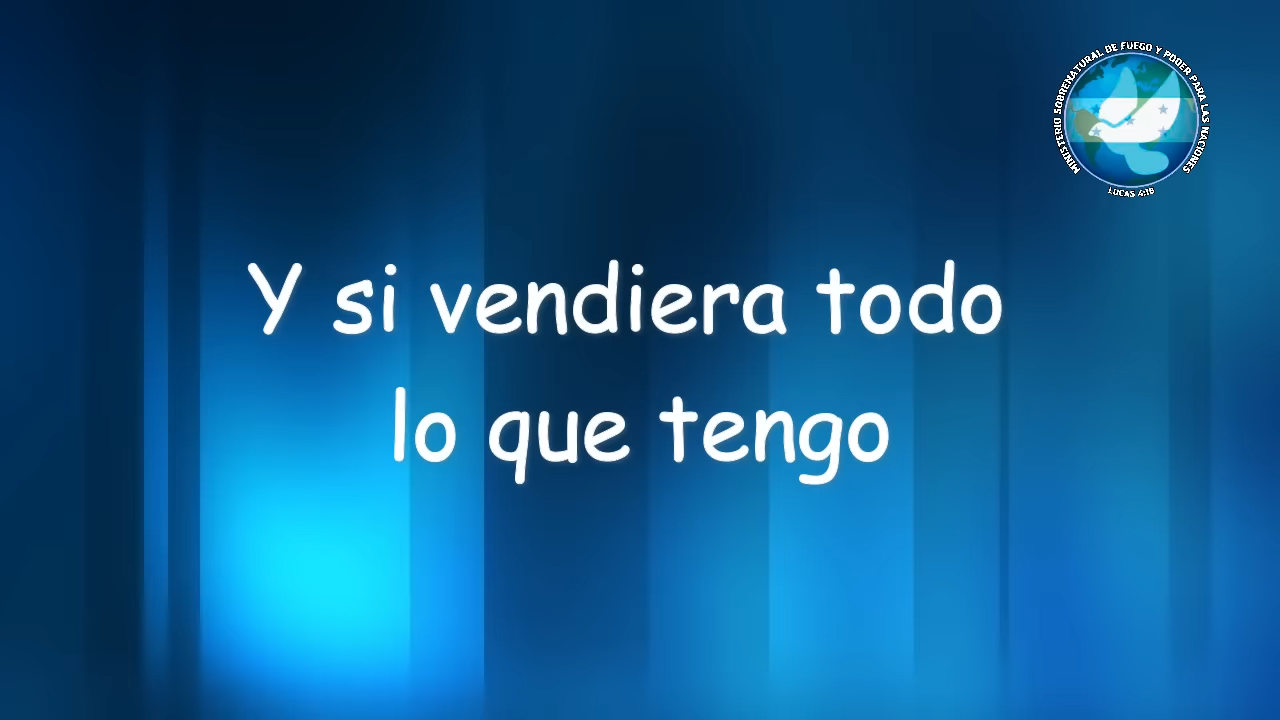 MINISTERIO SOBRENATURAL DE FUEGO Y PODER PARA LAS NACIONES
LUCAS 4:18
Y si vendiera todo
lo que tengo